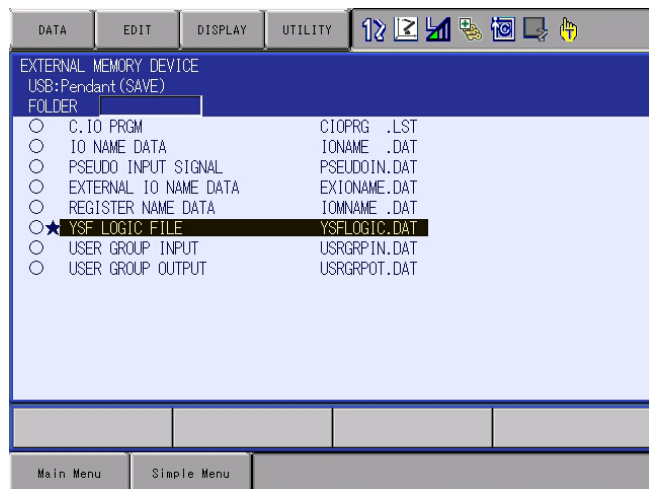 DATA EDIT DISPLAY UTILITY
EXTERNAL MEMORY DEVICE
USB:Pendant(SAVE)
FOLDER
C.IO PRGM CIOPRG .LST
IO NAME DATA IONAME .DAT
PSEUDO INPUT SIGNAL PSEUDOIN.DAT
EXTERNAL IO NAME DATA EXIONAME.DAT
REGISTER NAME DATA IOMNAME .DAT
★ YSF LOGIC FILE YSFLOGIC.DAT
USER GROUP INPUT USRGRPIN.DAT
USER GROUP OUTPUT USRGRPOT.DAT
Main Menu Simple Menu